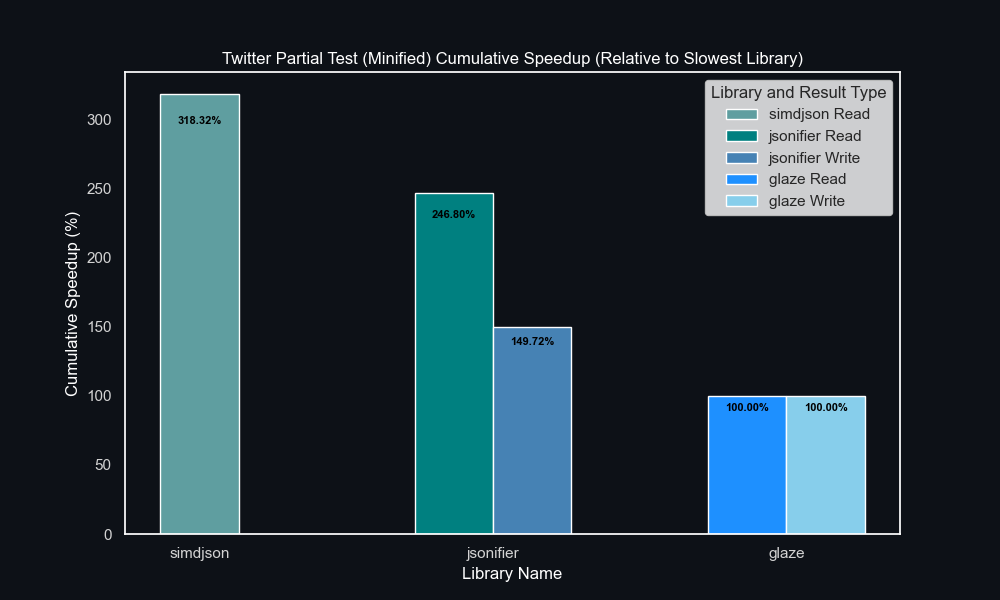 Twitter Partial Test (Minified) Cumulative Speedup (Relative to Slowest Library)
Library and Result Type
simdjson Read
jsonifier Read
jsonifier Write
glaze Read
glaze Write
Cumulative Speedup (%)
300
250
200
150
100
50
0
318.32%
246.80%
149.72%
100.00%
100.00%
simdjson
jsonifier
glaze
Library Name